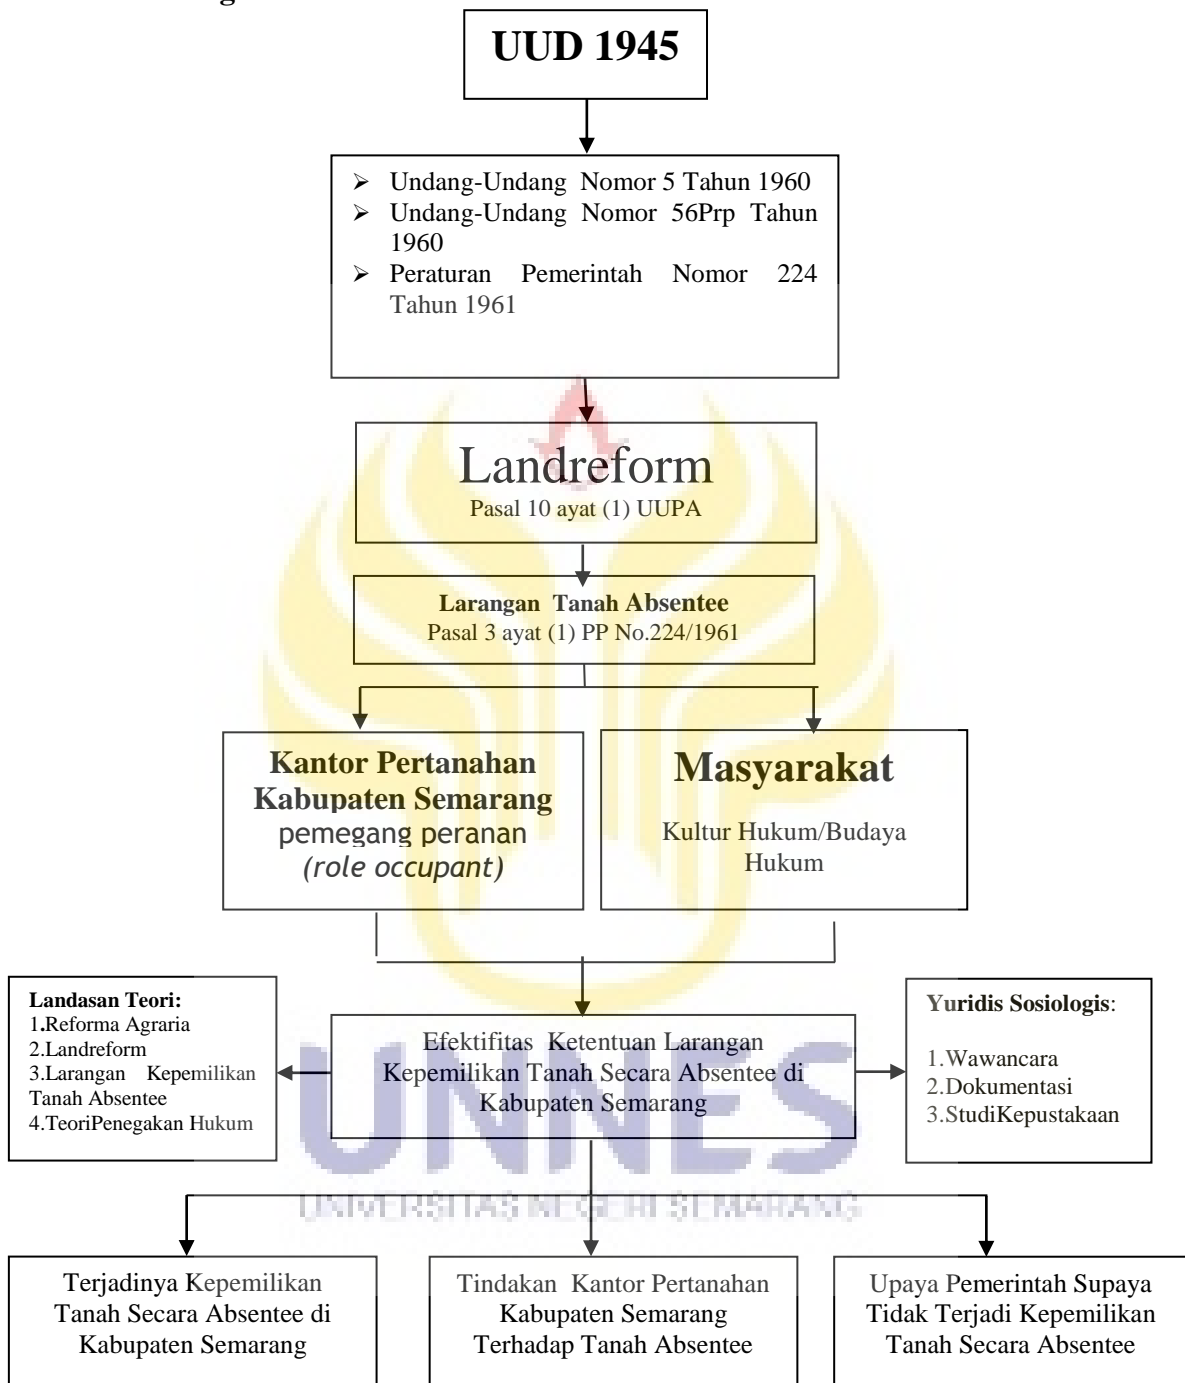 UUD 1945
➢ Undang-Undang Nomor 5 Tahun 1960
➢ Undang-Undang Nomor 56Prp Tahun
1960
➢ Peraturan Pemerintah Nomor 224
Tahun 1961
Landreform
Pasal 10 ayat (1) UUPA
Larangan Tanah Absentee
Pasal 3 ayat (1) PP No.224/1961
Kantor Pertanahan
Kabupaten Semarang
pemegang peranan
(role occupant)
Masyarakat
Kultur Hukum/Budaya
Hukum
Landasan Teori:
1.Reforma Agraria
2.Landreform
3.Larangan Kepemilikan
Tanah Absentee
4.TeoriPenegakan Hukum
Efektifitas Ketentuan Larangan
Kepemilikan Tanah Secara Absentee di
Kabupaten Semarang
Yuridis Sosiologis:
1.Wawancara
2.Dokumentasi
3.StudiKepustakaan
UNNES
UNIVERSITAS NEGERI SEMARANG
Terjadinya Kepemilikan
Tanah Secara Absentee di
Kabupaten Semarang
Tindakan Kantor Pertanahan
Kabupaten Semarang
Terhadap Tanah Absentee
Upaya Pemerintah Supaya
Tidak Terjadi Kepemilikan
Tanah Secara Absentee